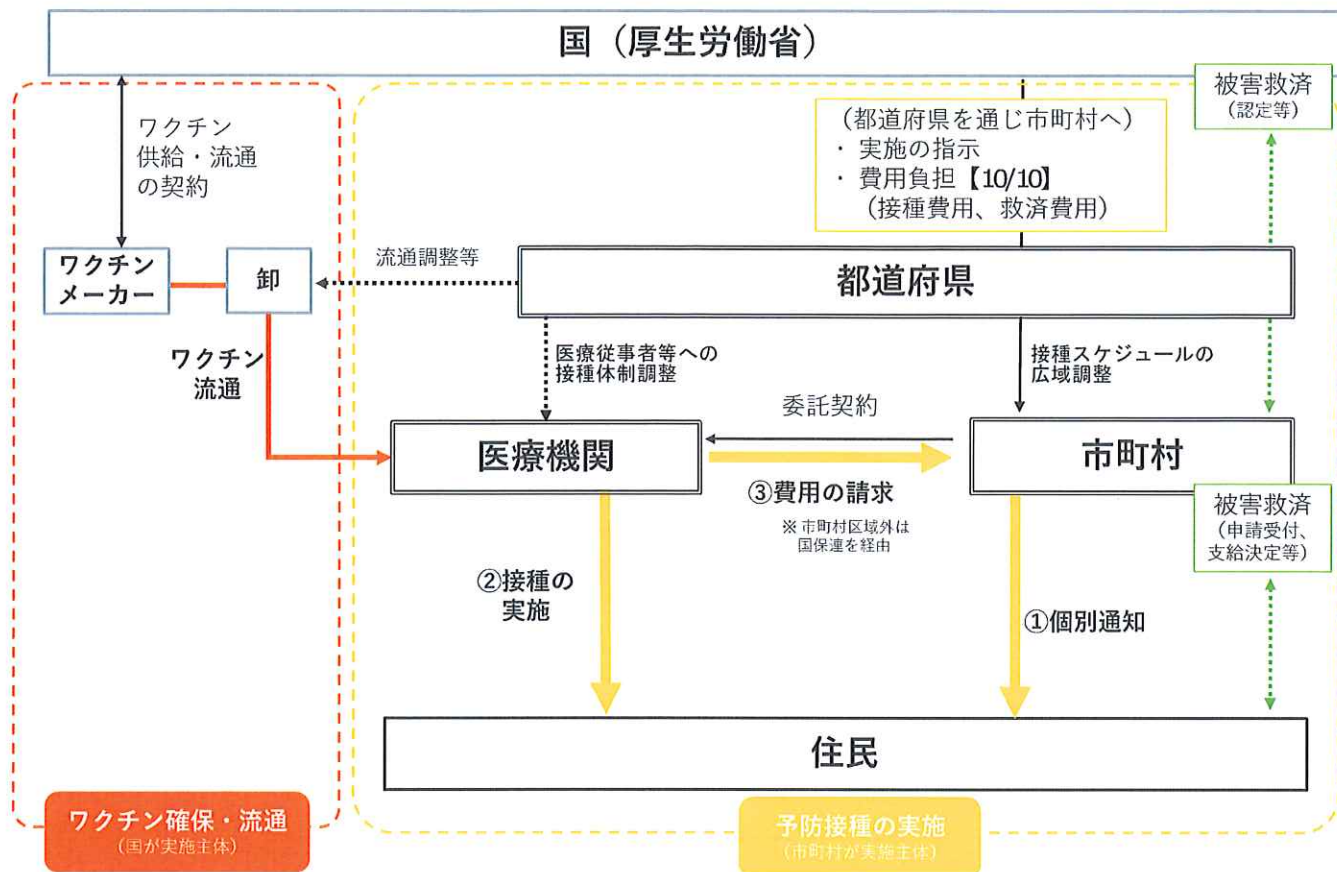 国（厚生労働省）
ワクチン
供給・流通
の契約
（都道府県を通じ市町村へ）
・ 実施の指示
・ 費用負担【10/10】
（接種費用、救済費用）
被害救済
（認定等）
ワクチン
メーカー
卸
流通調整等
都道府県
ワクチン
流通
医療従事者等への
接種体制調整
接種スケジュールの
広域調整
委託契約
医療機関
市町村
③費用の請求
※ 市町村区域外は
国保連を経由
被害救済
（申請受付、
支給決定等）
②接種の
実施
①個別通知
住民
ワクチン確保・流通
（国が実施主体）
予防接種の実施
（市町村が実施主体）